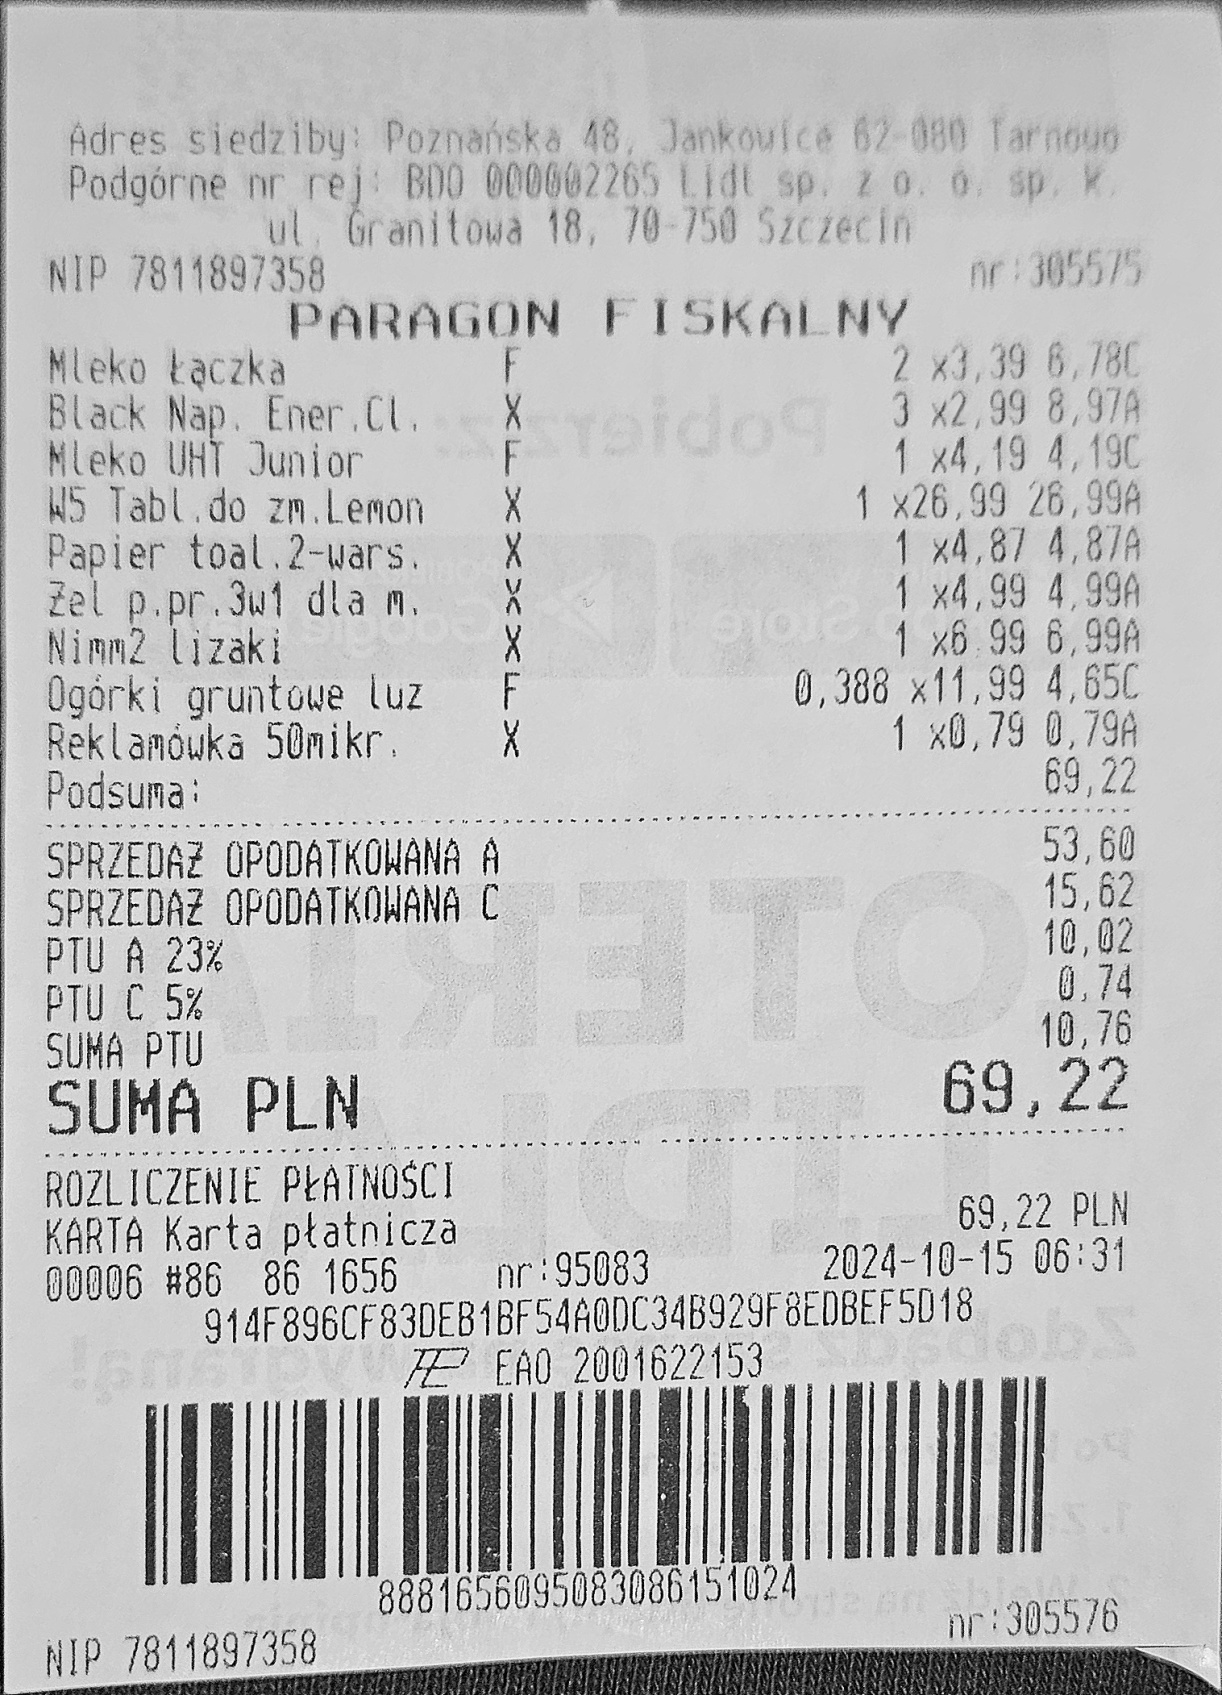 Adres siedziby: Poznańska 48, Jankowice 62-080 Tarnowo
Podgórne nr rej: BDO 000002265 Lidl sp. z o. o. sp. k.
ul. Granitowa 18, 70-750 Szczecin
NIP 7811897358 nr:305575
PARAGON FISKALNY
Mleko Łączka F 2 x3,39 6,78C
Black Nap. Ener.Cl. X 3 x2,99 8,97A
Mleko UHT Junior F 1 x4,19 4,19C
W5 Tabl.do zm.Lemon X 1 x26,99 26,99A
Papier toal.2-wars. X 1 x4,87 4,87A
Żel p.pr.3w1 dla m. X 1 x4,99 4,99A
Nimm2 lizaki X 1 x6,99 6,99A
Ogórki gruntowe luz F 0,388 x11,99 4,65C
Reklamówka 50mikr. X 1 x0,79 0,79A
Podsuma: 69,22
SPRZEDAŻ OPODATKOWANA A 53,60
SPRZEDAŻ OPODATKOWANA C 15,62
PTU A 23% 10,02
PTU C 5% 0,74
SUMA PTU 10,76
SUMA PLN 69,22
ROZLICZENIE PŁATNOŚCI
KARTA Karta płatnicza 69,22 PLN
00006 #86 86 1656 nr:95083 2024-10-15 06:31
914F896CF83DEB1BF54A0DC34B929F8EDBEF5D18
EAO 2001622153
8881656095083086151024
nr:305576
NIP 7811897358